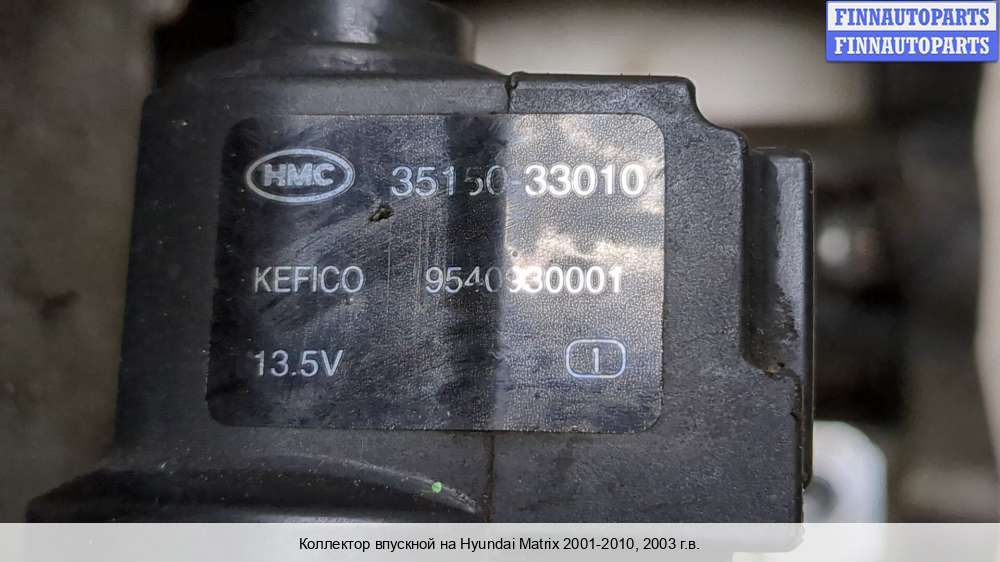 FINNAUTOPARTS
FINNAUTOPARTS
HMC 35150-33010
KEFICO 9540930001
13.5V 1
Коллектор впускной на Hyundai Matrix 2001-2010, 2003 г.в.